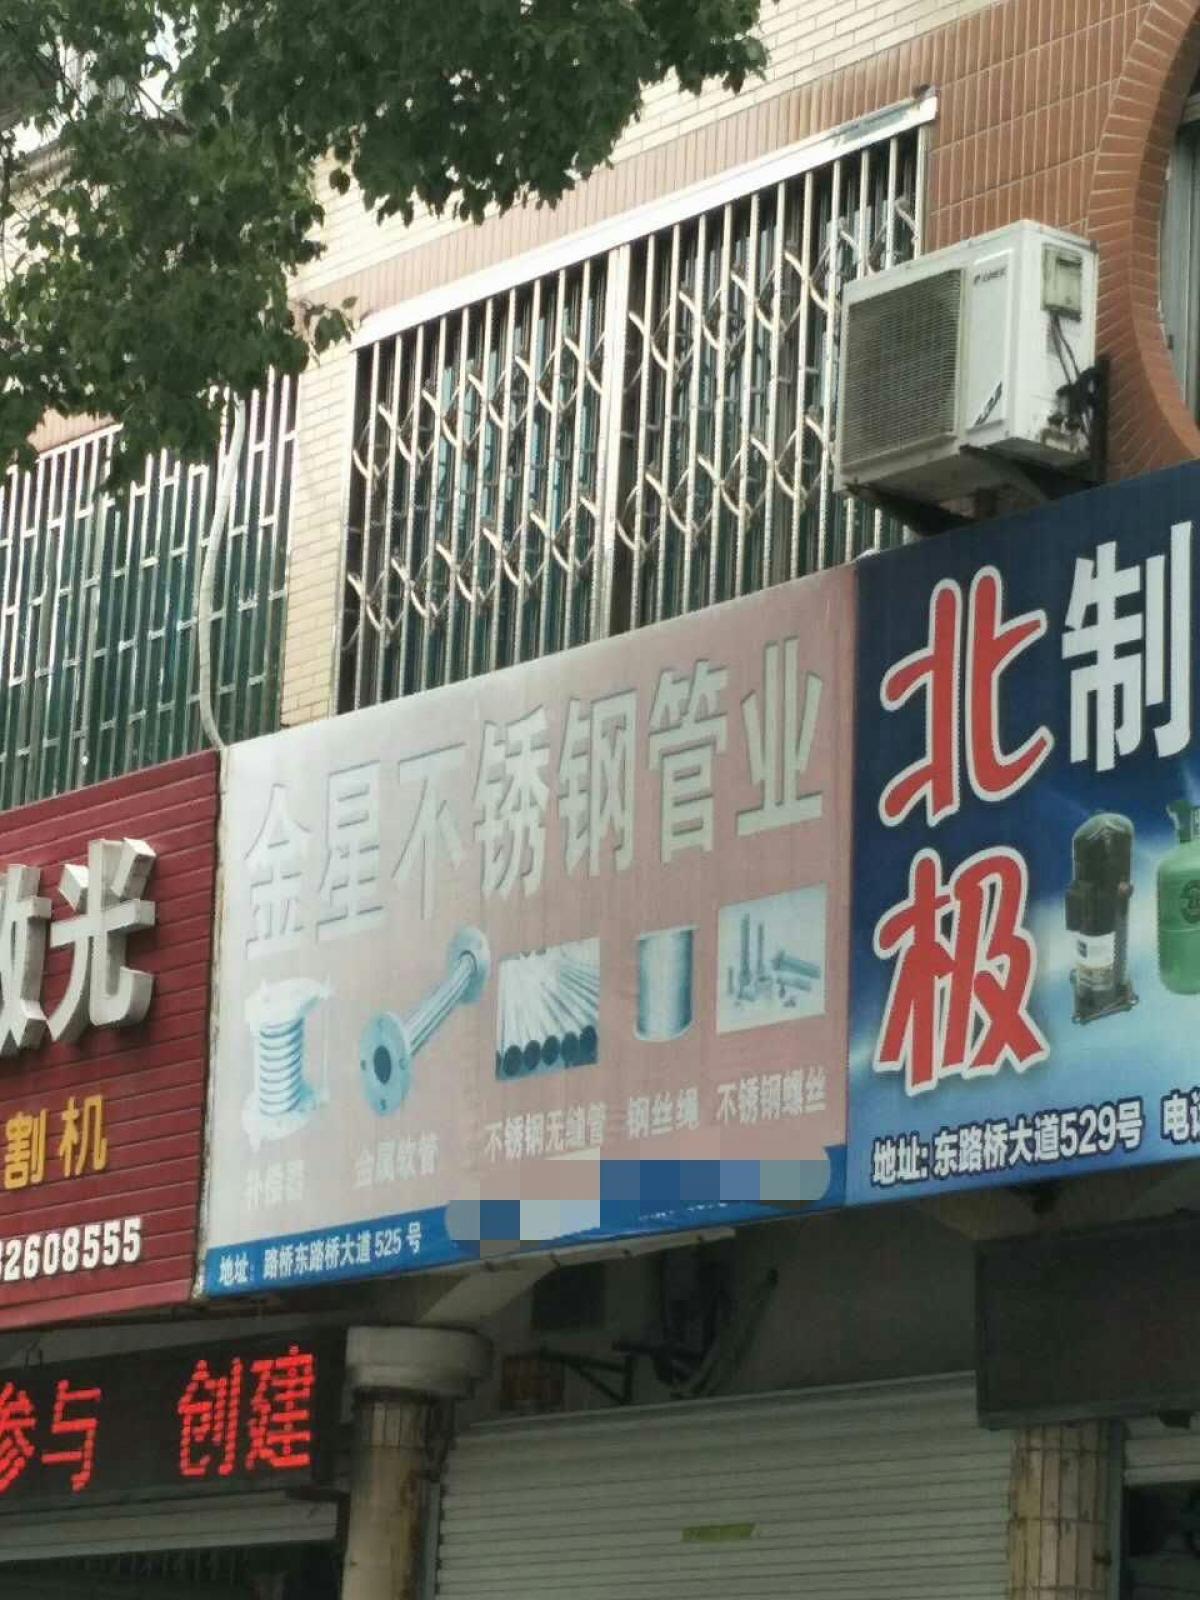 金星不锈钢管业
补偿器 金属软管 不锈钢无缝管 钢丝绳 不锈钢螺丝
地址：路桥东路桥大道525号
北极
制
地址:东路桥大道529号 电
光
割机
2608555
参与 创建